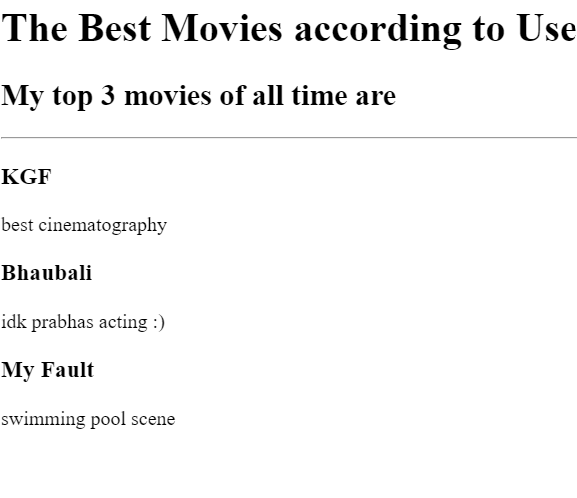 The Best Movies according to Use
My top 3 movies of all time are
KGF
best cinematography
Bhaubali
idk prabhas acting :)
My Fault
swimming pool scene